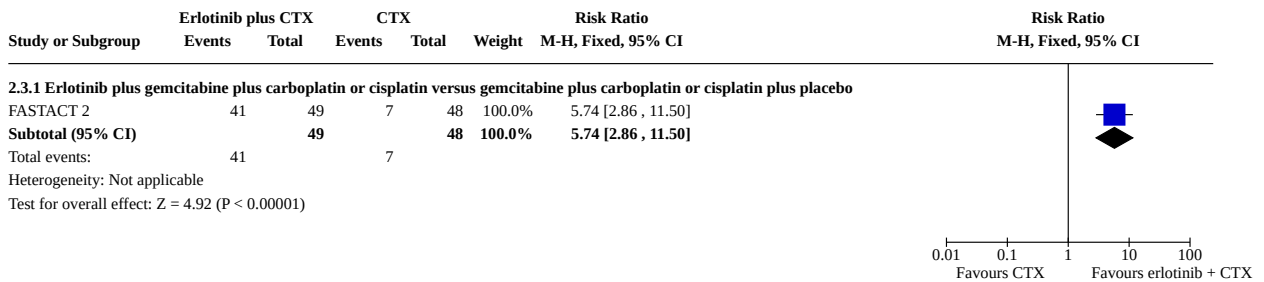 Erlotinib plus CTX CTX Risk Ratio Risk Ratio
Study or Subgroup Events Total Events Total Weight M-H, Fixed, 95% CI M-H, Fixed, 95% CI
2.3.1 Erlotinib plus gemcitabine plus carboplatin or cisplatin versus gemcitabine plus carboplatin or cisplatin plus placebo
FASTACT 2 41 49 7 48 100.0% 5.74 [2.86 , 11.50]
Subtotal (95% CI) 49 48 100.0% 5.74 [2.86 , 11.50]
Total events: 41 7
Heterogeneity: Not applicable
Test for overall effect: Z = 4.92 (P < 0.00001)
0.01 0.1 1 10 100
Favours CTX Favours erlotinib + CTX